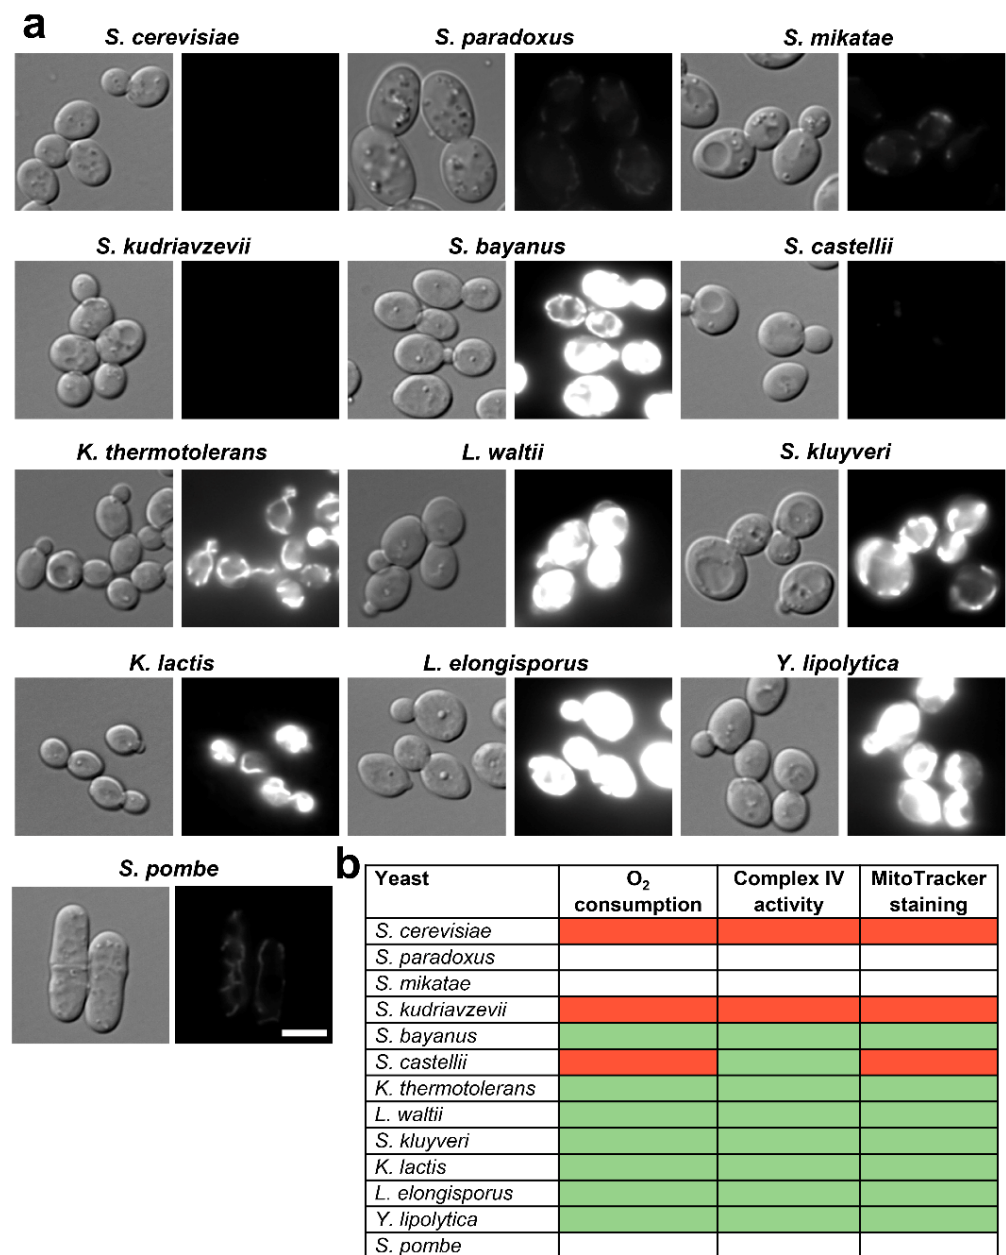 a
S. cerevisiae
S. paradoxus
S. mikatae
S. kudriavzevii
S. bayanus
S. castellii
K. thermotolerans
L. waltii
S. kluyveri
K. lactis
L. elongisporus
Y. lipolytica
S. pombe
b
Yeast
O2 consumption
Complex IV activity
MitoTracker staining
S. cerevisiae
S. paradoxus
S. mikatae
S. kudriavzevii
S. bayanus
S. castellii
K. thermotolerans
L. waltii
S. kluyveri
K. lactis
L. elongisporus
Y. lipolytica
S. pombe